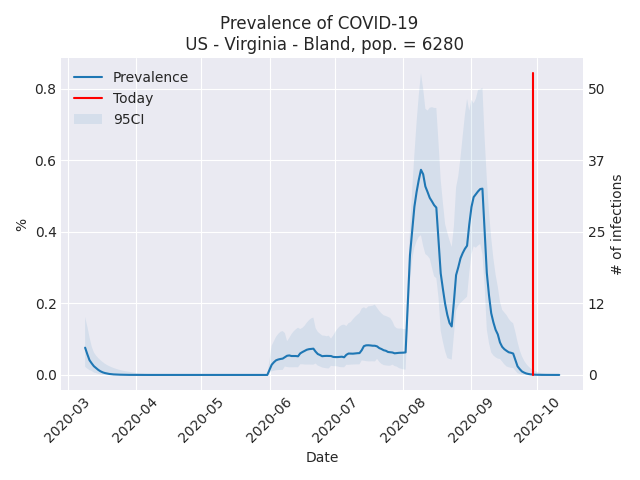 Prevalence of COVID-19
US - Virginia - Bland, pop. = 6280
Prevalence
Today
95CI
%
0.8
0.6
0.4
0.2
0.0
# of infections
50
37
25
12
0
2020-03
2020-04
2020-05
2020-06
2020-07
2020-08
2020-09
2020-10
Date